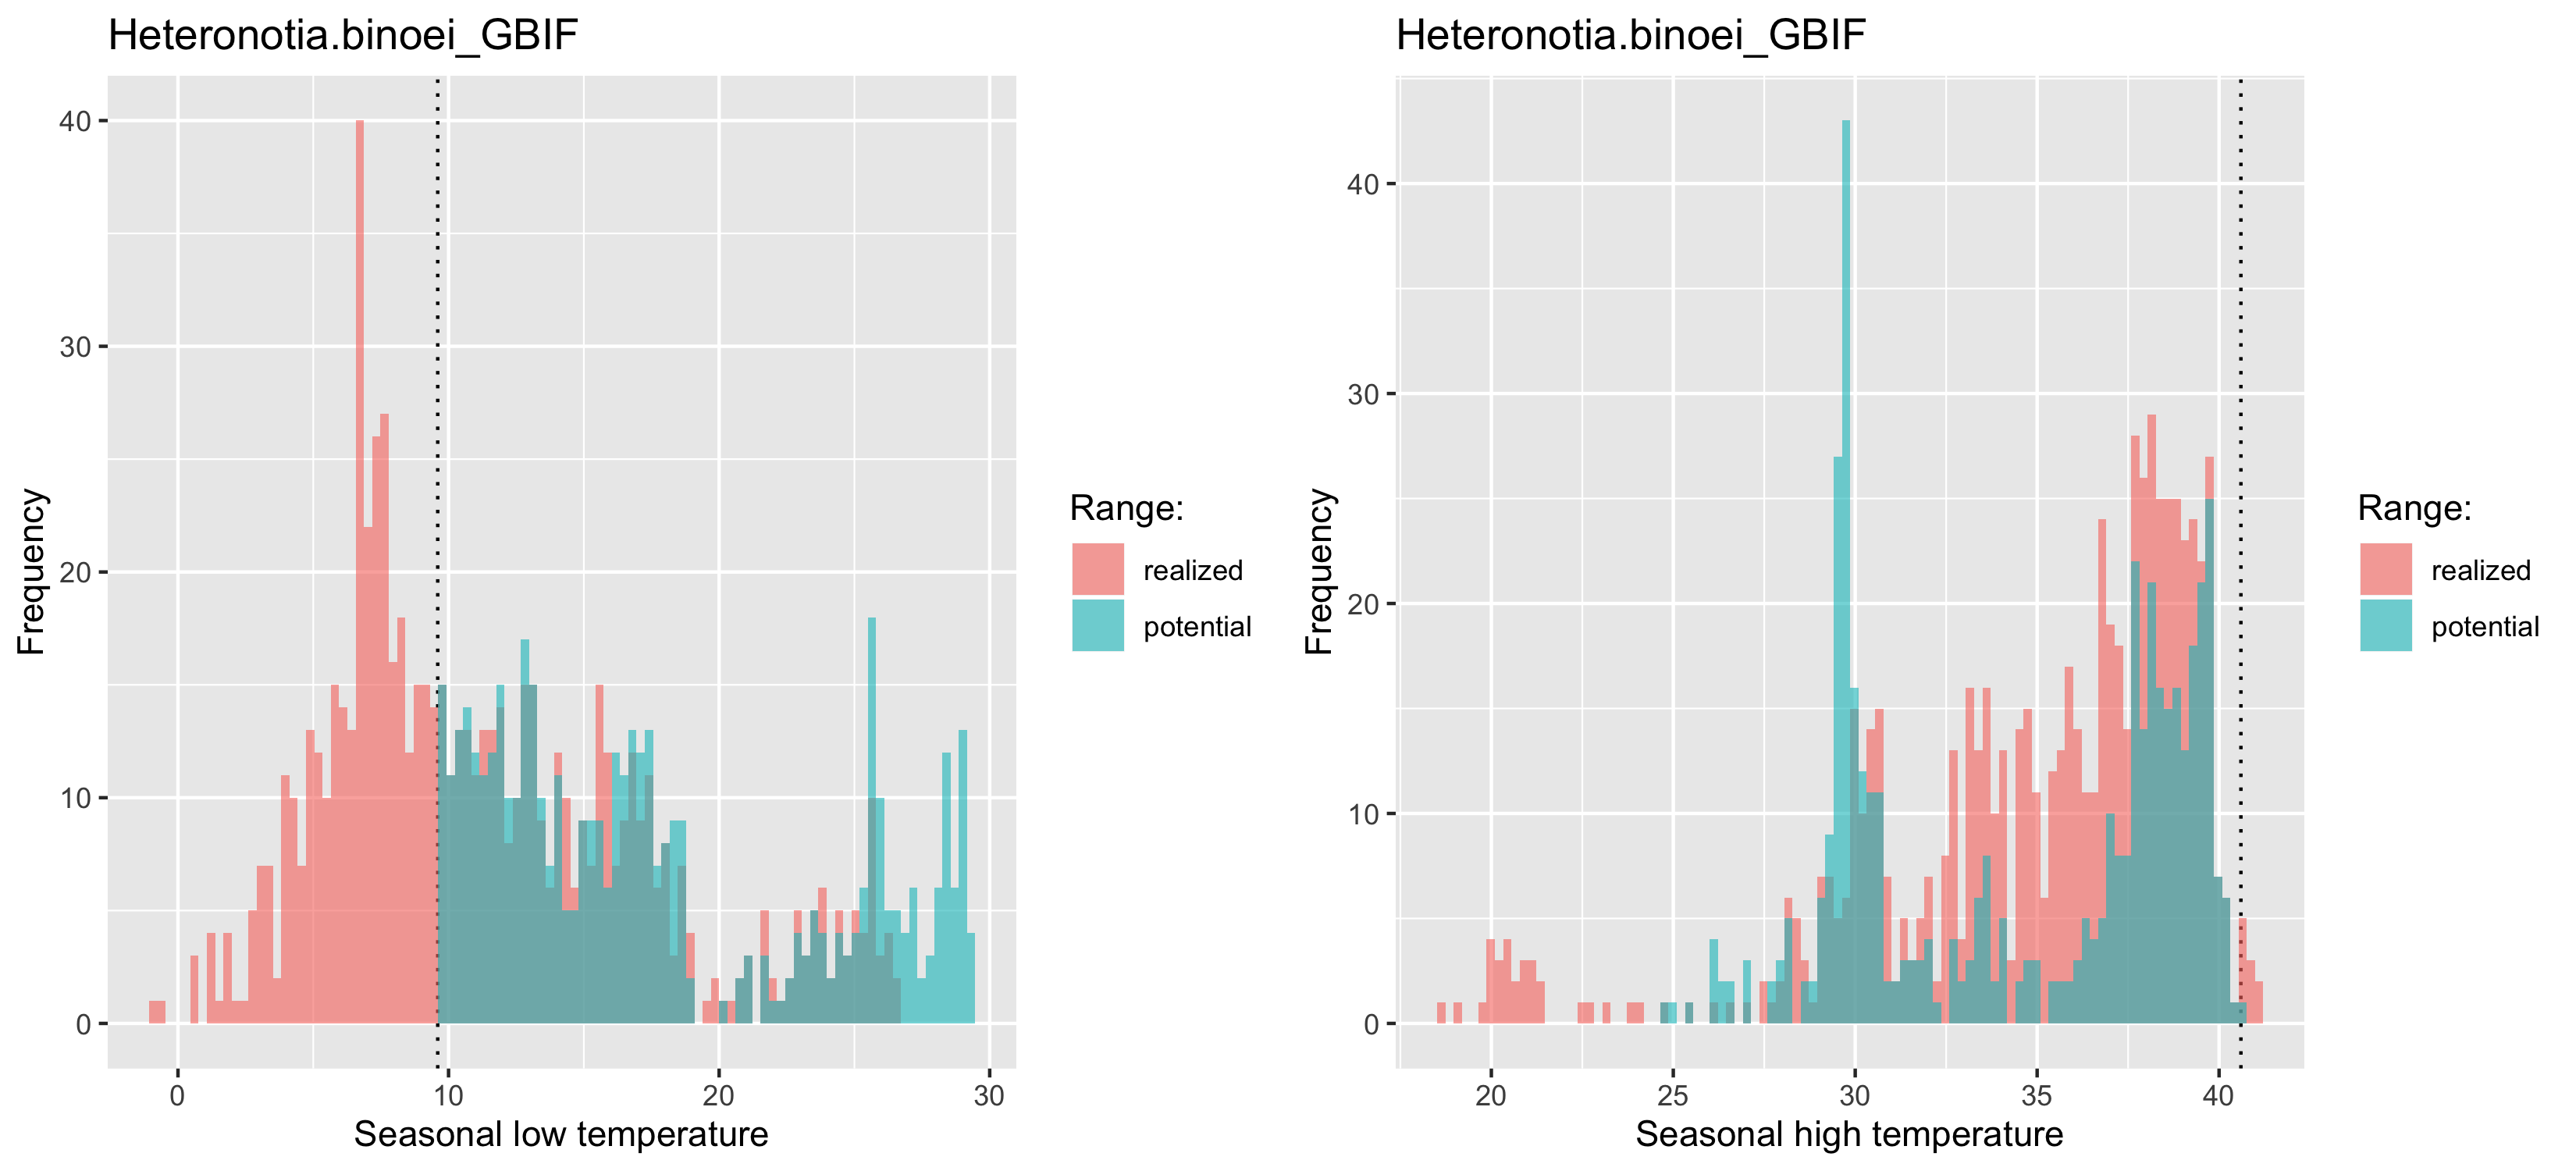 Heteronotia.binoei_GBIF
Frequency
40
30
20
10
0
0 10 20 30
Seasonal low temperature
Range:
realized
potential
Heteronotia.binoei_GBIF
Frequency
40
30
20
10
0
20 25 30 35 40
Seasonal high temperature
Range:
realized
potential